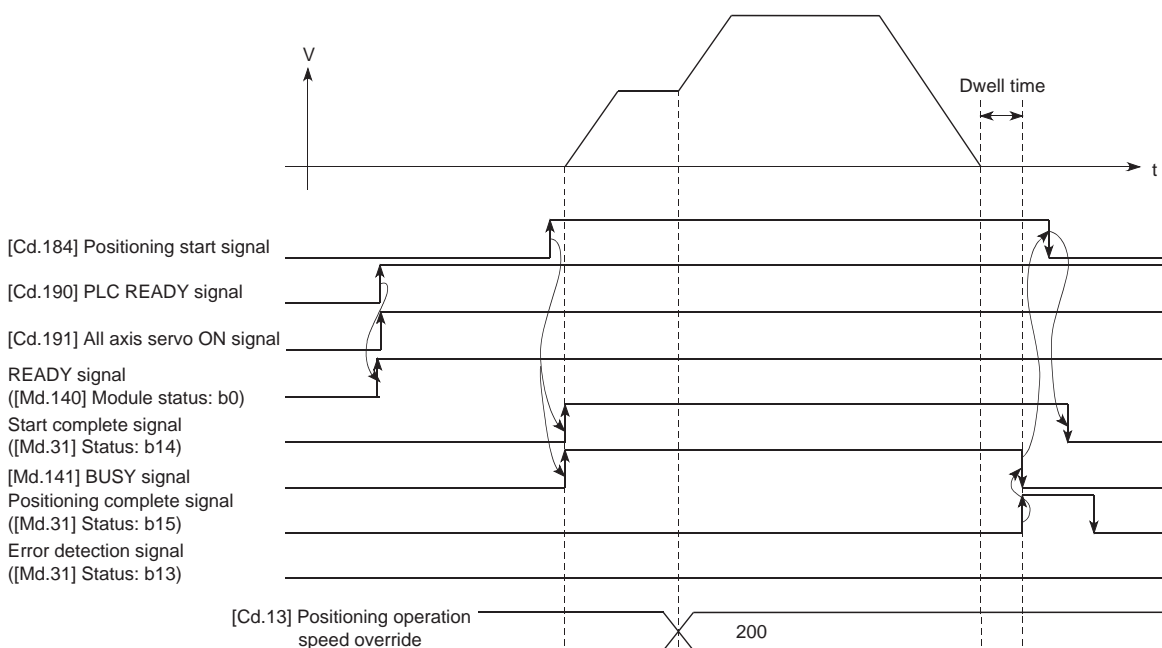 V
Dwell time
t
[Cd.184] Positioning start signal
[Cd.190] PLC READY signal
[Cd.191] All axis servo ON signal
READY signal
([Md.140] Module status: b0)
Start complete signal
([Md.31] Status: b14)
[Md.141] BUSY signal
Positioning complete signal
([Md.31] Status: b15)
Error detection signal
([Md.31] Status: b13)
[Cd.13] Positioning operation
speed override
200